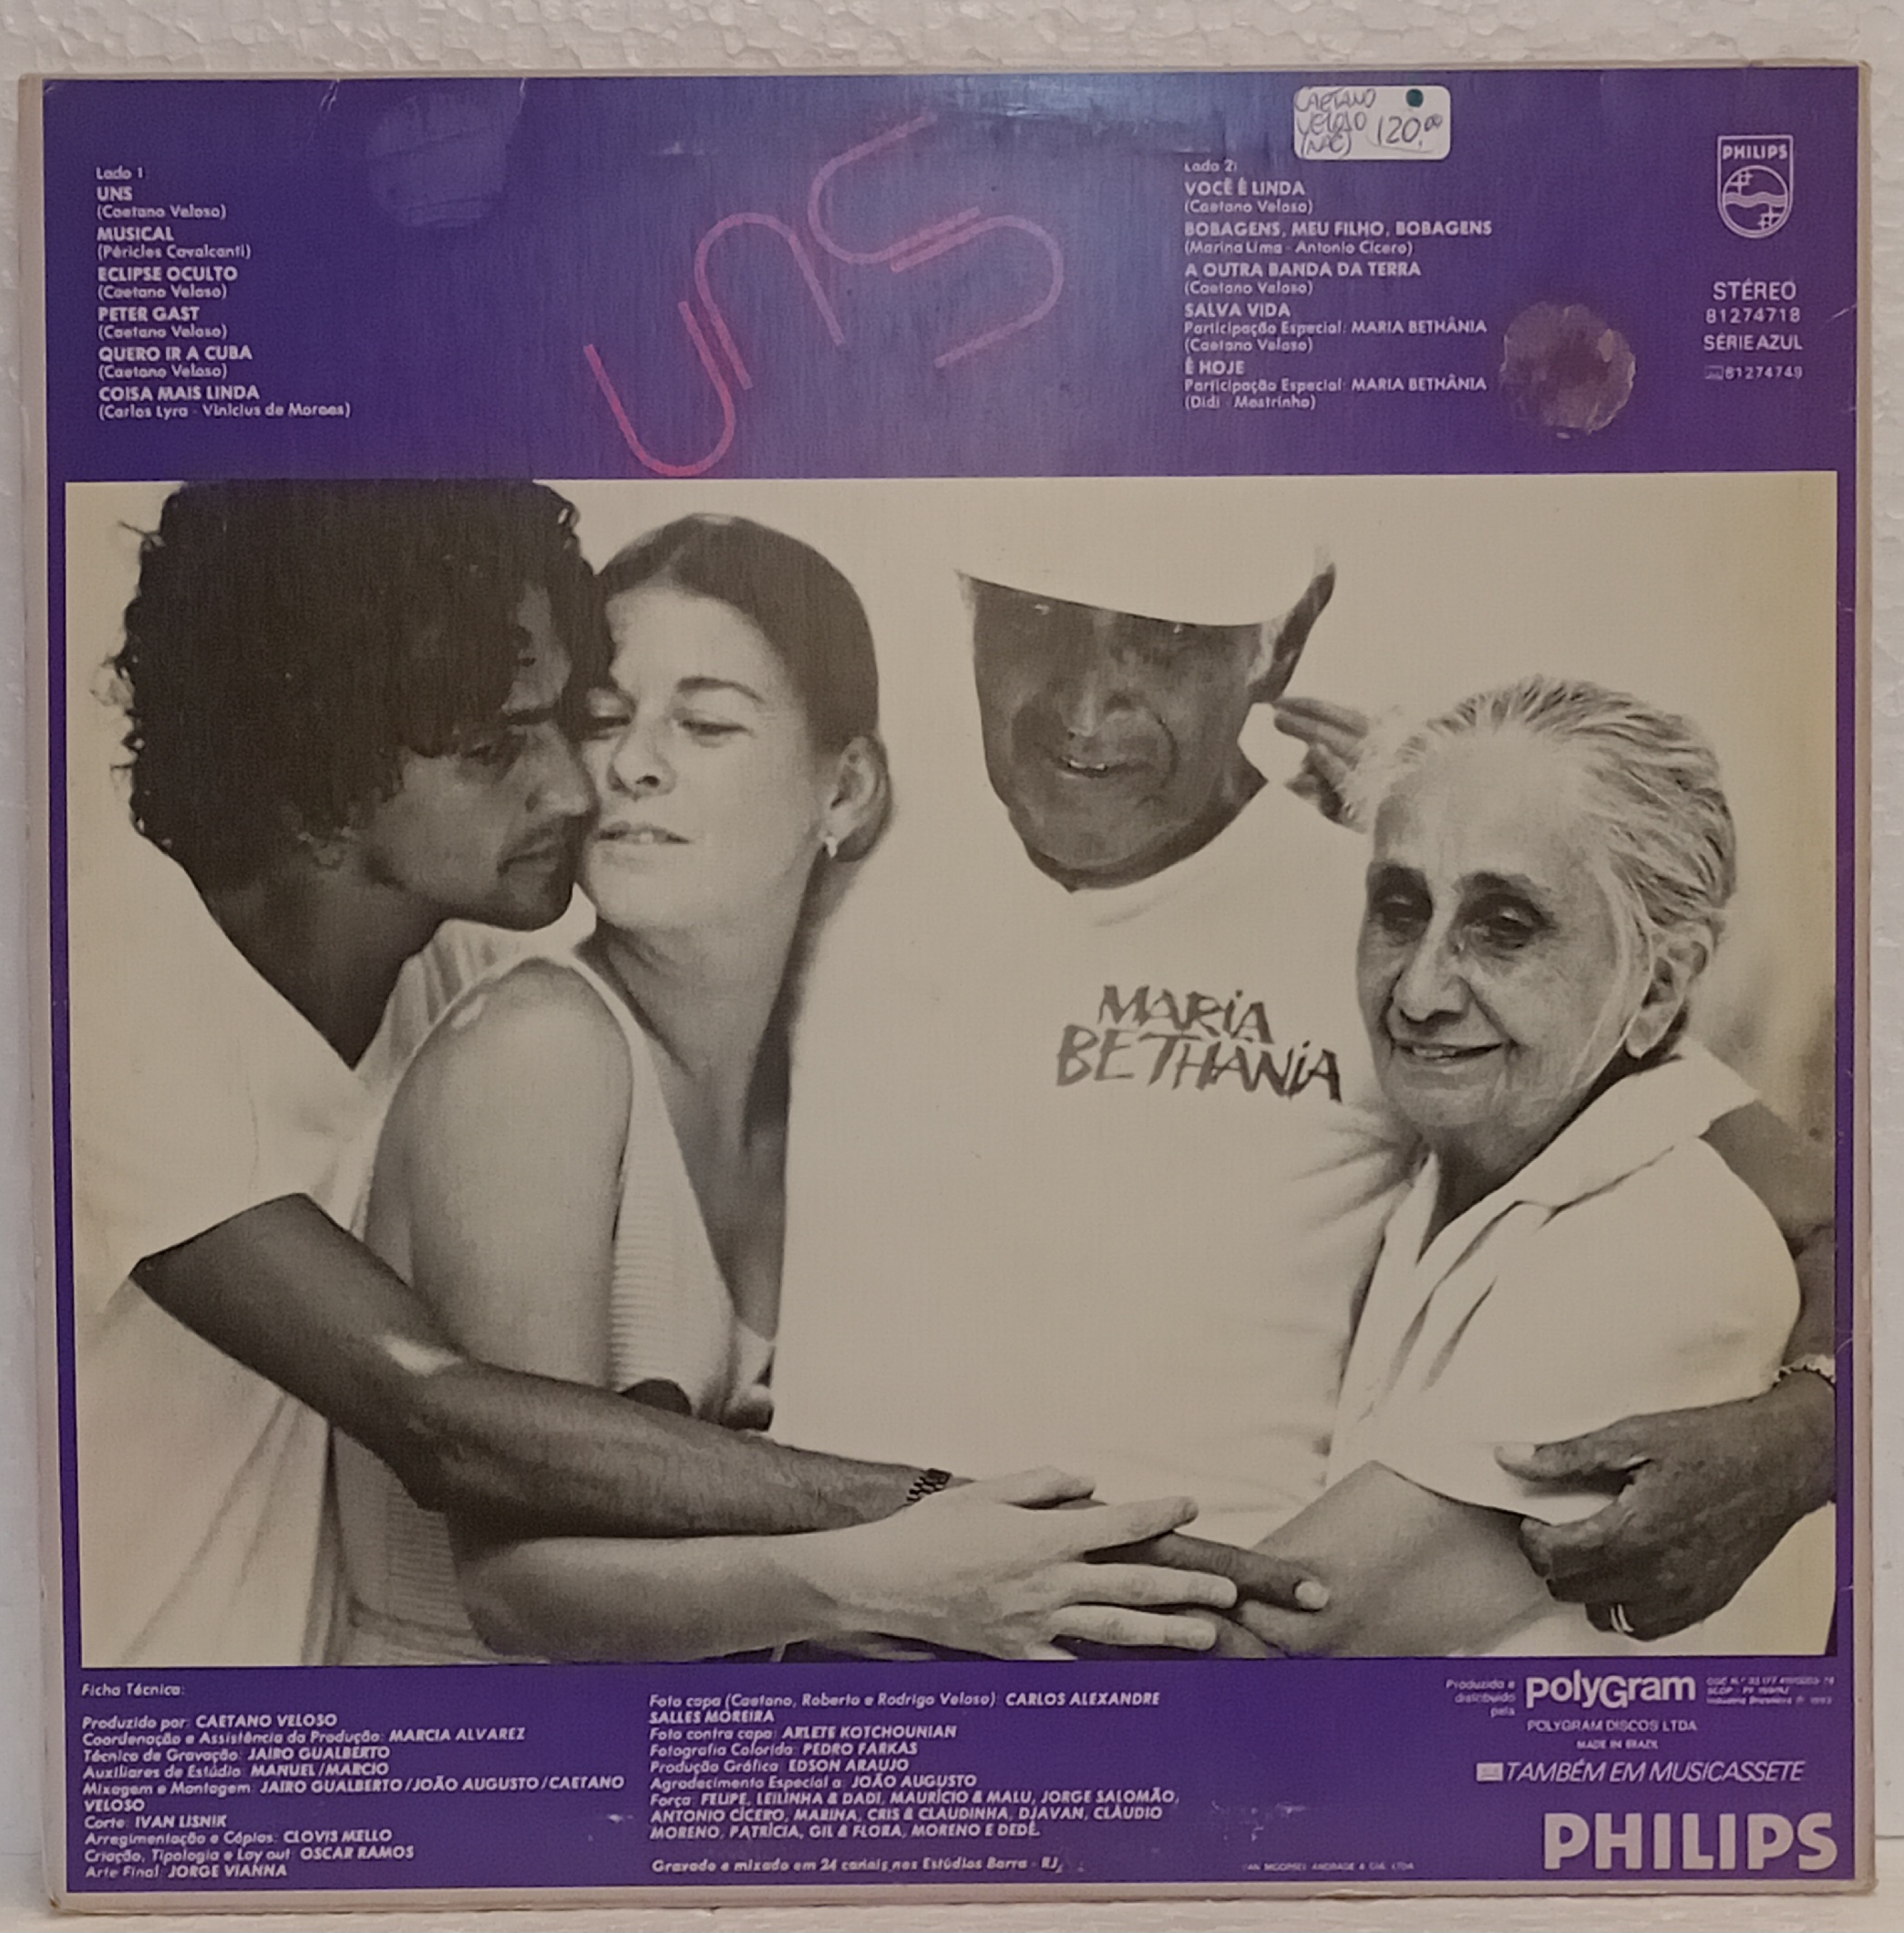 CAETANO
VELOSO
(NAC)
120,00
Lado 1
UNS
(Caetano Veloso)
MUSICAL
(Péricles Cavalcanti)
ECLIPSE OCULTO
(Caetano Veloso)
PETER GAST
(Caetano Veloso)
QUERO IR A CUBA
(Caetano Veloso)
COISA MAIS LINDA
(Carlos Lyra - Vinicius de Moraes)
uns
Lado 2:
VOCÊ É LINDA
(Caetano Veloso)
BOBAGENS, MEU FILHO, BOBAGENS
(Marina Lima - Antonio Cícero)
A OUTRA BANDA DA TERRA
(Caetano Veloso)
SALVA VIDA
Participação Especial: MARIA BETHÂNIA
(Caetano Veloso)
É HOJE
Participação Especial: MARIA BETHÂNIA
(Didi - Mestrinho)
PHILIPS
STÉREO
81274718
SÉRIE AZUL
81274749
MARiA
BETHÂNiA
Ficha Técnica:
Produzido por: CAETANO VELOSO
Coordenação e Assistência da Produção: MARCIA ALVAREZ
Técnico de Gravação: JAIRO GUALBERTO
Auxiliares de Estúdio: MANUEL/MARCIO
Mixagem e Montagem: JAIRO GUALBERTO/JOÃO AUGUSTO/CAETANO
VELOSO
Corte: IVAN LISNIK
Arregimentação e Cópias: CLOVIS MELLO
Criação, Tipologia e Lay out: OSCAR RAMOS
Arte Final: JORGE VIANNA
Foto capa (Caetano, Roberto e Rodrigo Veloso): CARLOS ALEXANDRE
SALLES MOREIRA
Foto contra capa: ARLETE KOTCHOUNIAN
Fotografia Colorida: PEDRO FARKAS
Produção Gráfica: EDSON ARAUJO
Agradecimento Especial a: JOÃO AUGUSTO
Força: FELIPE, LEILINHA & DADI, MAURÍCIO & MALU, JORGE SALOMÃO,
ANTONIO CÍCERO, MARINA, CRIS & CLAUDINHA, DJAVAN, CLÁUDIO
MORENO, PATRÍCIA, GIL & FLORA, MORENO E DEDÉ.
Gravado e mixado em 24 canais nos Estúdios Barra - RJ
Produzido e
distribuído
pela
polyGram
POLYGRAM DISCOS LTDA
MADE IN BRAZIL
TAMBÉM EM MUSICASSETE
PHILIPS